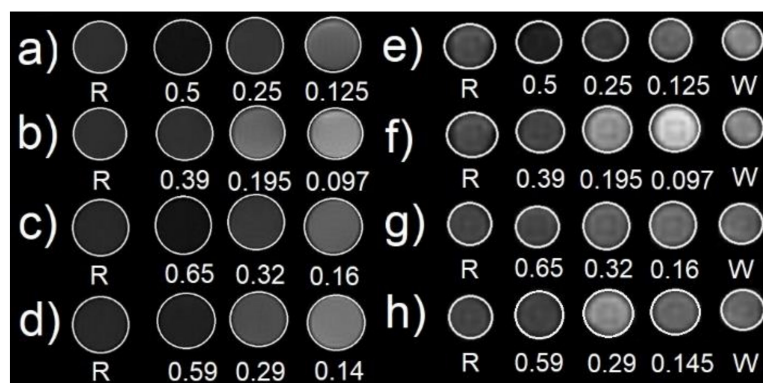 a)
R 0.5 0.25 0.125
b)
R 0.39 0.195 0.097
c)
R 0.65 0.32 0.16
d)
R 0.59 0.29 0.14
e)
R 0.5 0.25 0.125 W
f)
R 0.39 0.195 0.097 W
g)
R 0.65 0.32 0.16 W
h)
R 0.59 0.29 0.145 W